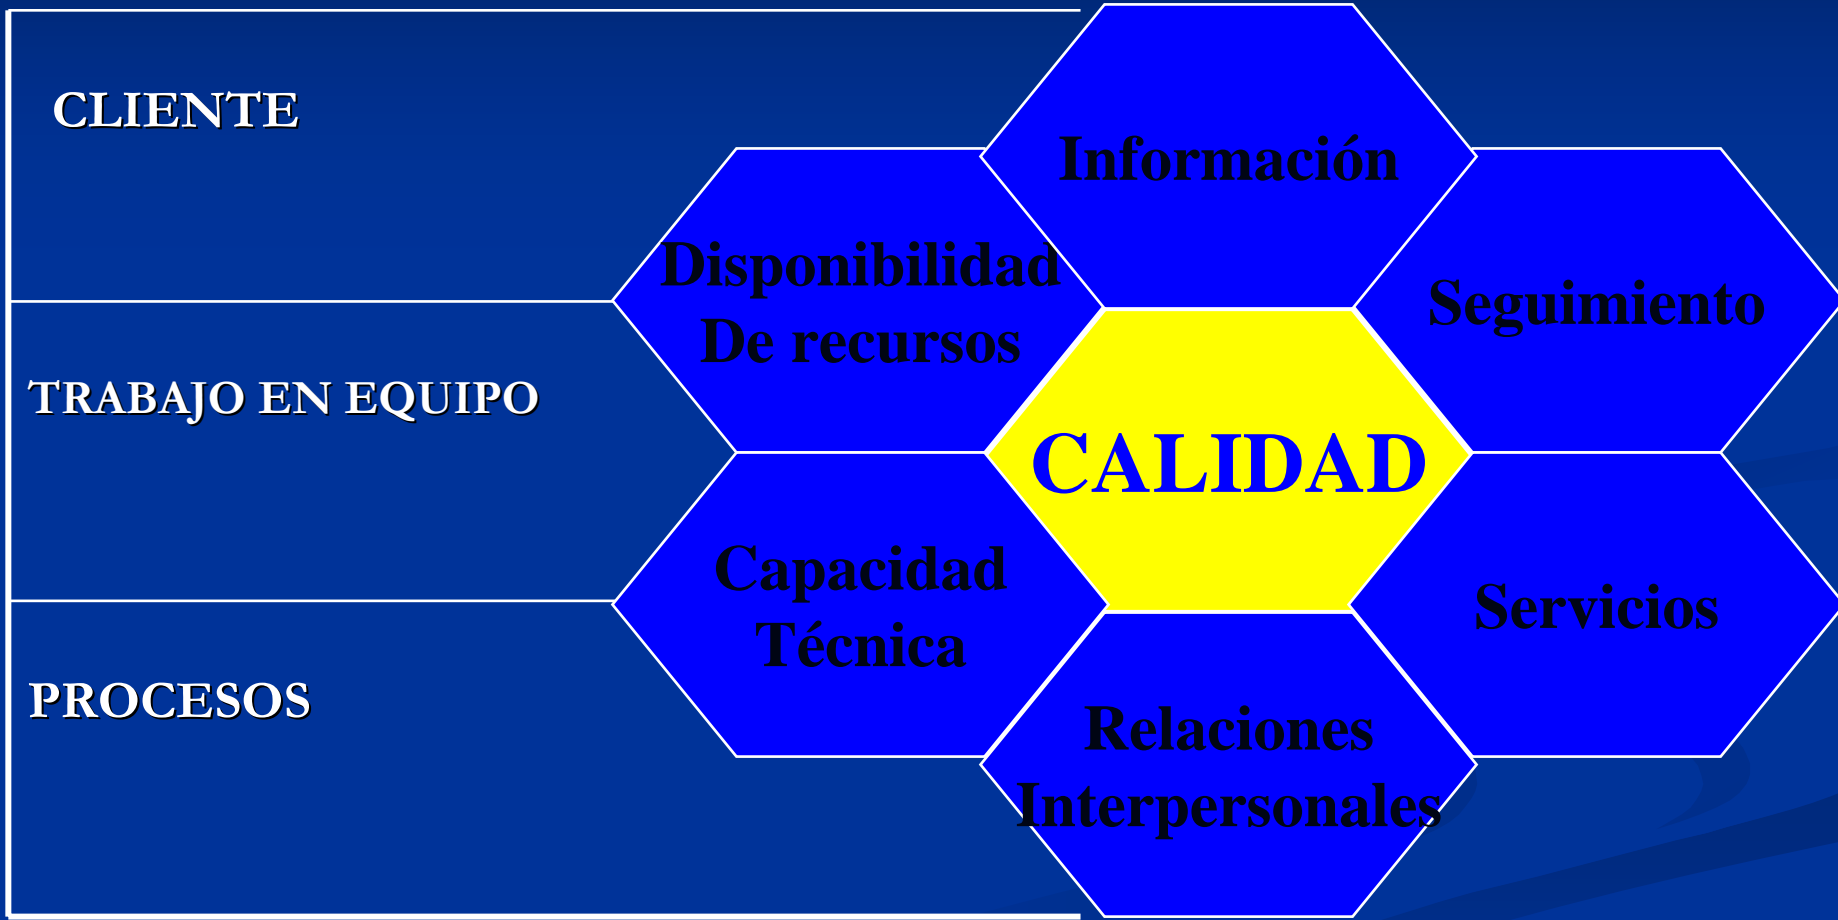 CLIENTE
TRABAJO EN EQUIPO
PROCESOS
Información
Disponibilidad
De recursos
Seguimiento
CALIDAD
Capacidad
Técnica
Servicios
Relaciones
Interpersonales